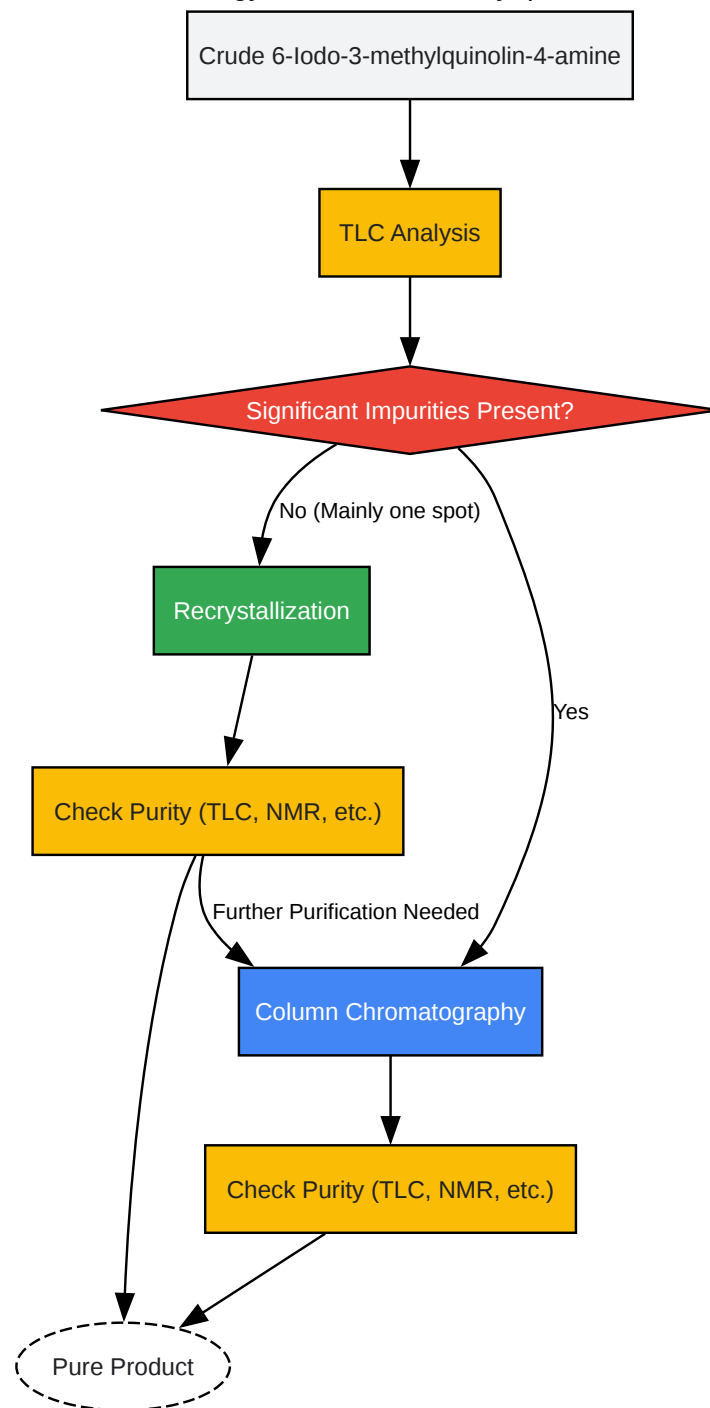 Crude 6-Iodo-3-methylquinolin-4-amine
TLC Analysis
Significant Impurities Present?
No (Mainly one spot)
Recrystallization
Yes
Check Purity (TLC, NMR, etc.)
Further Purification Needed
Column Chromatography
Check Purity (TLC, NMR, etc.)
Pure Product